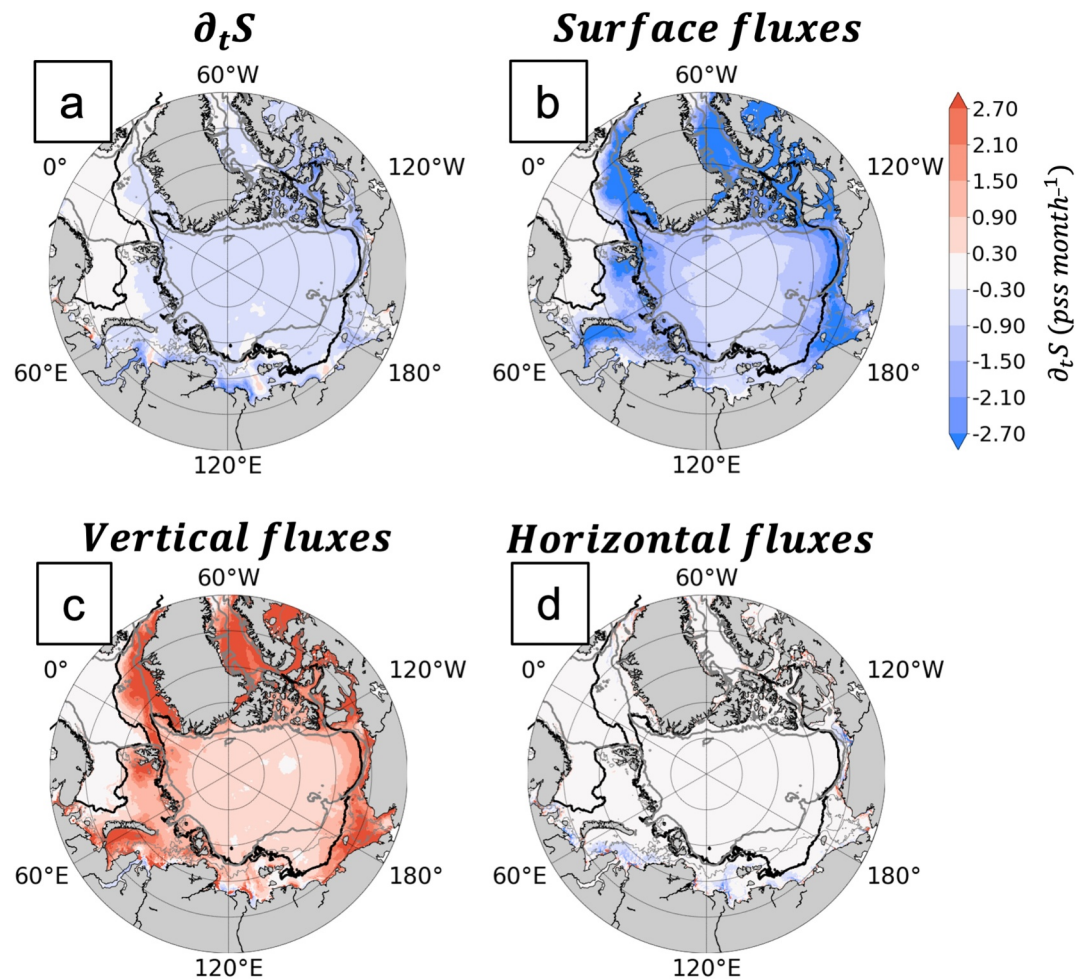 ∂ₜS
Surface fluxes
a
b
60°W
60°W
0°
120°W
0°
120°W
60°E
180°
60°E
180°
120°E
120°E
2.70
2.10
1.50
0.90
0.30
-0.30
-0.90
-1.50
-2.10
-2.70
∂ₜS (pss month⁻¹)
Vertical fluxes
Horizontal fluxes
c
d
60°W
60°W
0°
120°W
0°
120°W
60°E
180°
60°E
180°
120°E
120°E